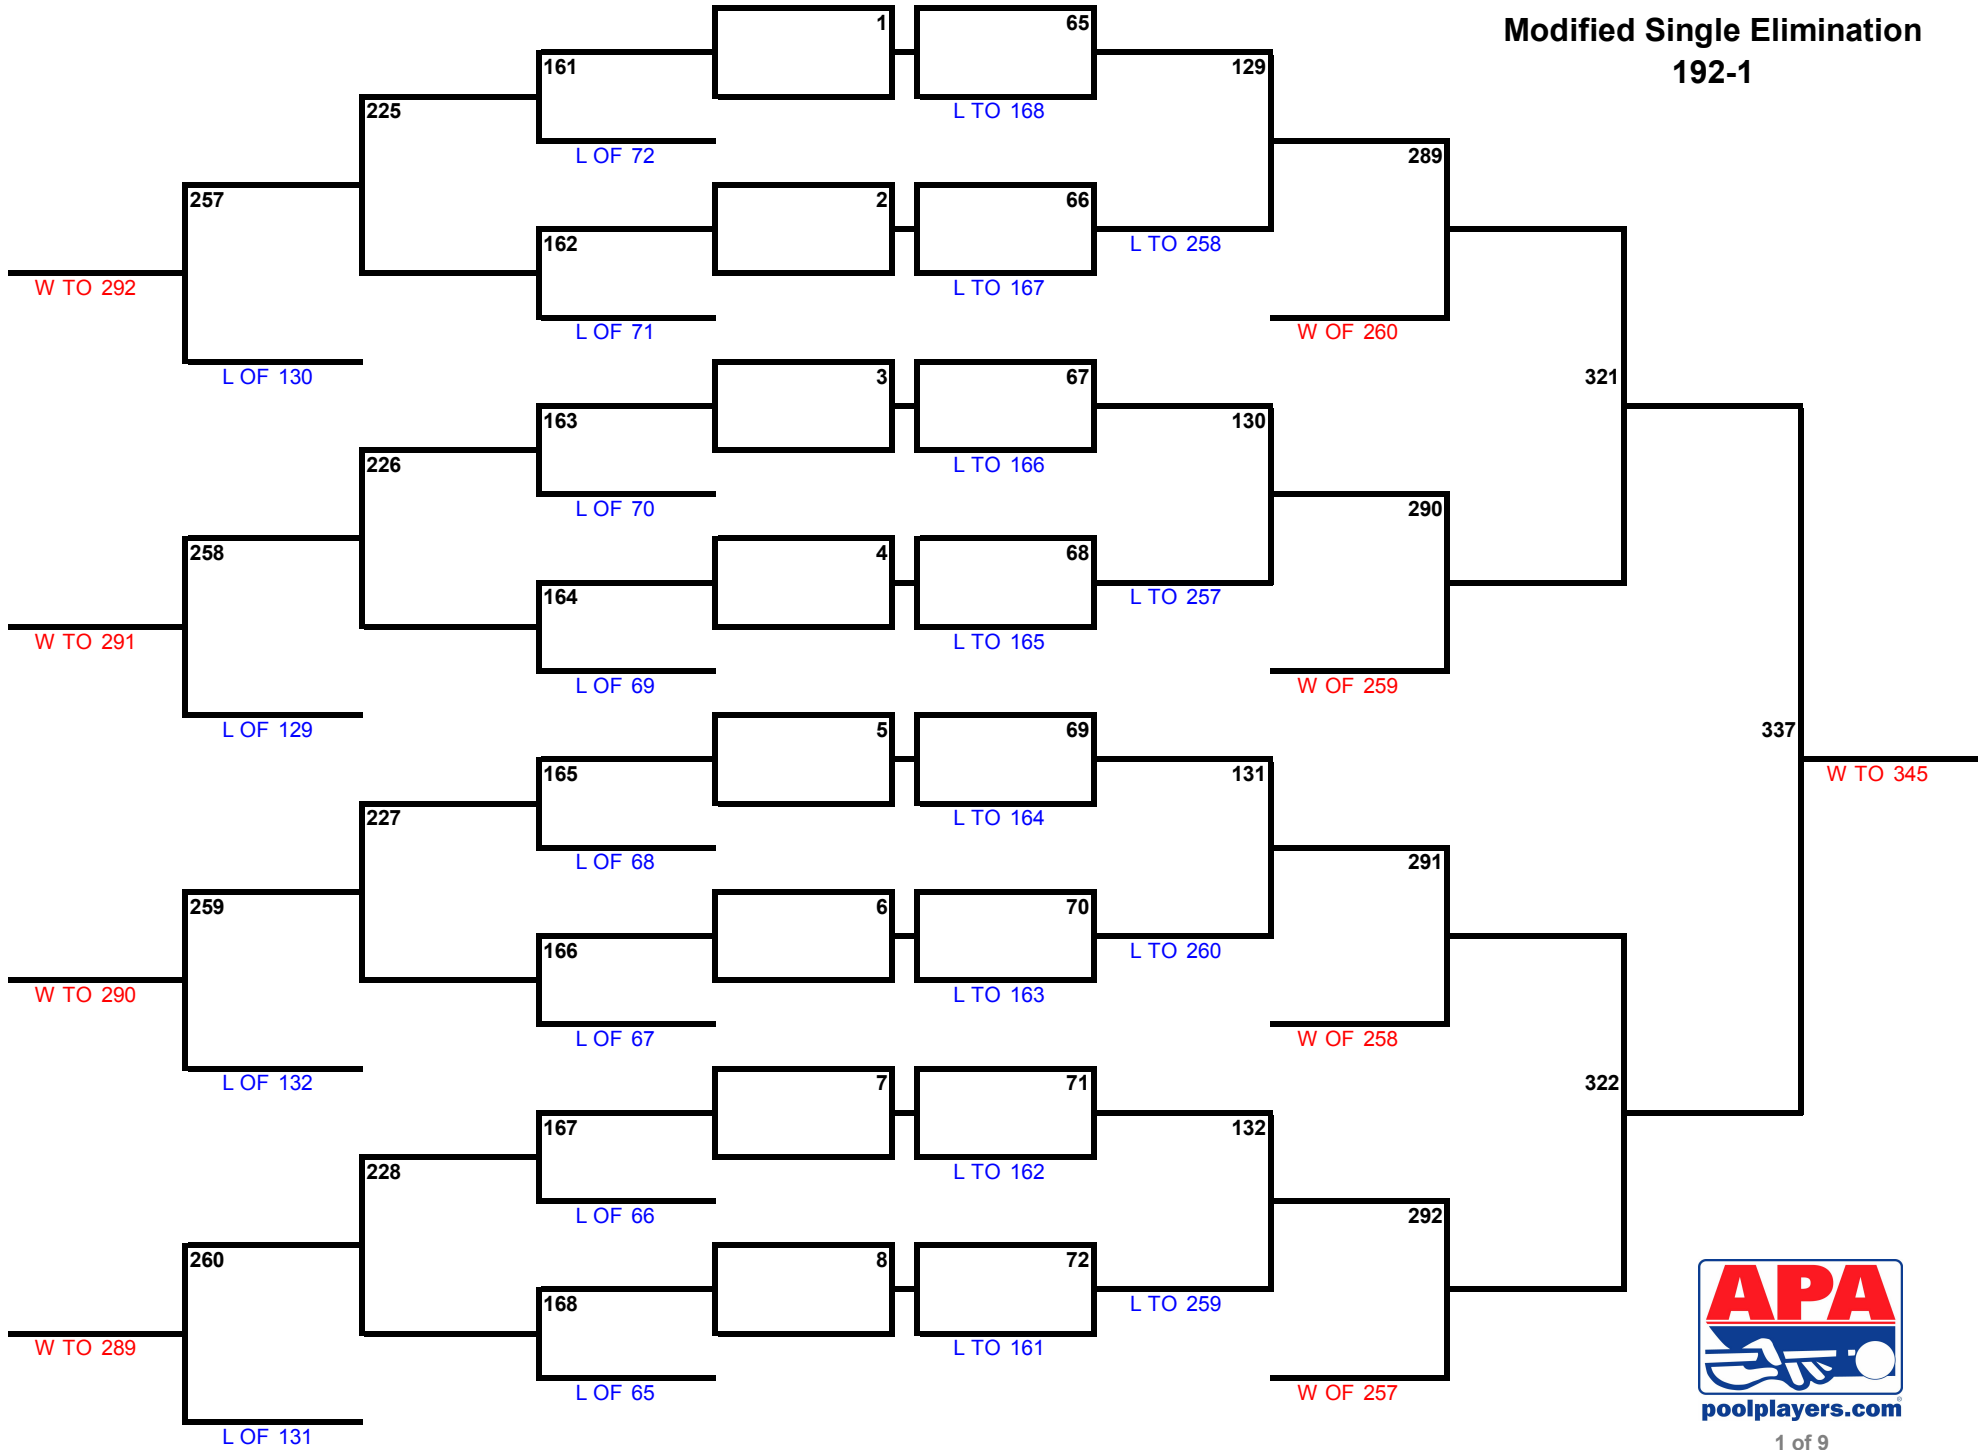 Modified Single Elimination
192-1
1
65
161
129
225
L TO 168
L OF 72
289
257
2
66
162
L TO 258
W TO 292
L TO 167
L OF 71
W OF 260
L OF 130
3
67
321
163
130
226
L TO 166
L OF 70
290
258
4
68
164
L TO 257
W TO 291
L TO 165
L OF 69
W OF 259
L OF 129
5
69
337
165
131
W TO 345
227
L TO 164
L OF 68
291
259
6
70
166
L TO 260
W TO 290
L TO 163
L OF 67
W OF 258
L OF 132
7
71
322
167
132
228
L TO 162
L OF 66
292
260
8
72
168
L TO 259
W TO 289
L TO 161
L OF 65
W OF 257
L OF 131
APA
poolplayers.com
1 of 9